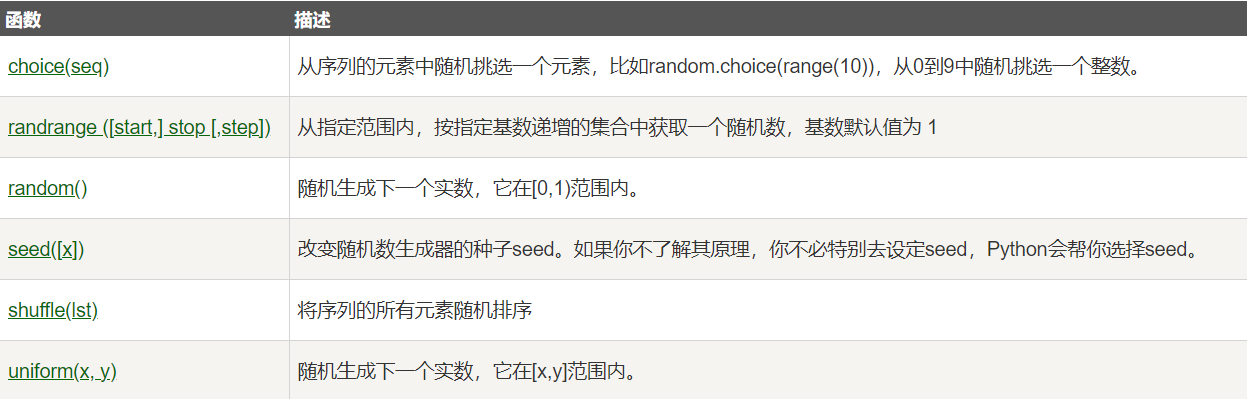 函数 描述
choice(seq) 从序列的元素中随机挑选一个元素，比如random.choice(range(10))，从0到9中随机挑选一个整数。
randrange ([start,] stop [,step]) 从指定范围内，按指定基数递增的集合中获取一个随机数，基数默认值为 1
random() 随机生成下一个实数，它在[0,1)范围内。
seed([x]) 改变随机数生成器的种子seed。如果你不了解其原理，你不必特别去设定seed，Python会帮你选择seed。
shuffle(lst) 将序列的所有元素随机排序
uniform(x, y) 随机生成下一个实数，它在[x,y]范围内。